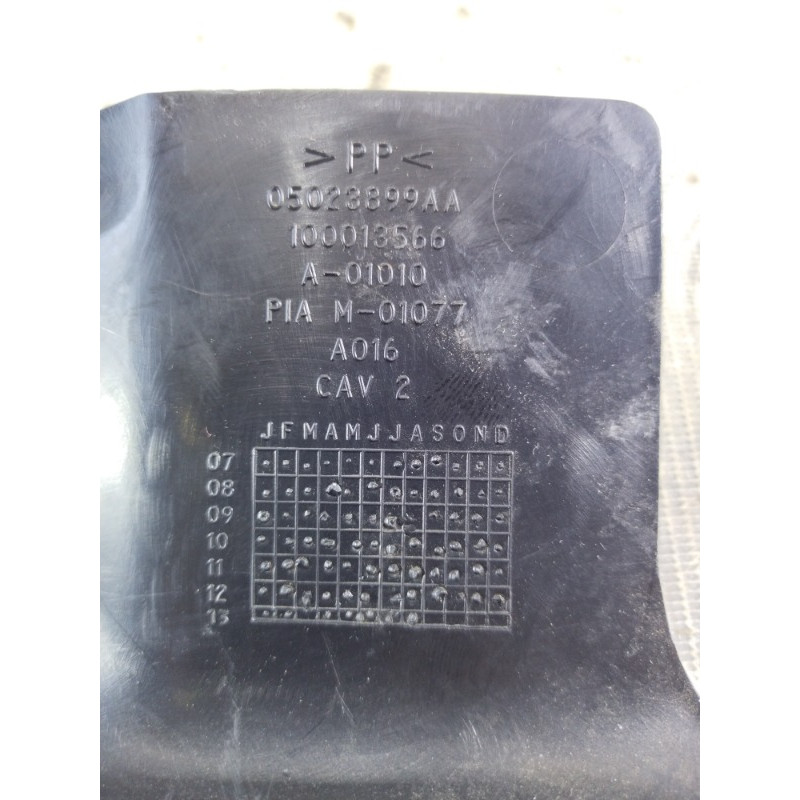 >PP<
05023899AA
100013566
A-01010
PIA M-01077
A016
CAV 2
JFMAMJJASOND
07
08
09
10
11
12
13